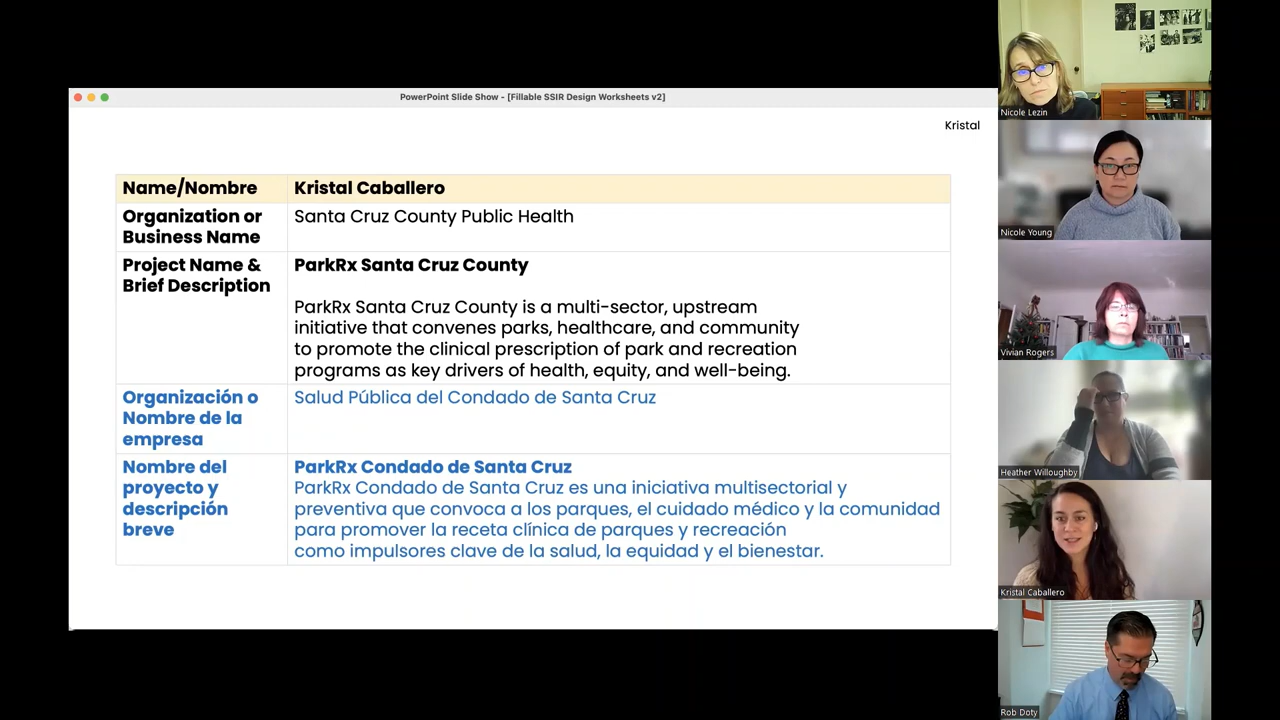 PowerPoint Slide Show - [Fillable SSIR Design Worksheets v2]
Kristal
Name/Nombre
Kristal Caballero
Organization or
Business Name
Santa Cruz County Public Health
Project Name &
Brief Description
ParkRx Santa Cruz County
ParkRx Santa Cruz County is a multi-sector, upstream
initiative that convenes parks, healthcare, and community
to promote the clinical prescription of park and recreation
programs as key drivers of health, equity, and well-being.
Organización o
Nombre de la
empresa
Salud Pública del Condado de Santa Cruz
Nombre del
proyecto y
descripción
breve
ParkRx Condado de Santa Cruz
ParkRx Condado de Santa Cruz es una iniciativa multisectorial y
preventiva que convoca a los parques, el cuidado médico y la comunidad
para promover la receta clínica de parques y recreación
como impulsores clave de la salud, la equidad y el bienestar.
Nicole Lezin
Nicole Young
Vivian Rogers
Heather Willoughby
Kristal Caballero
Rob Doty